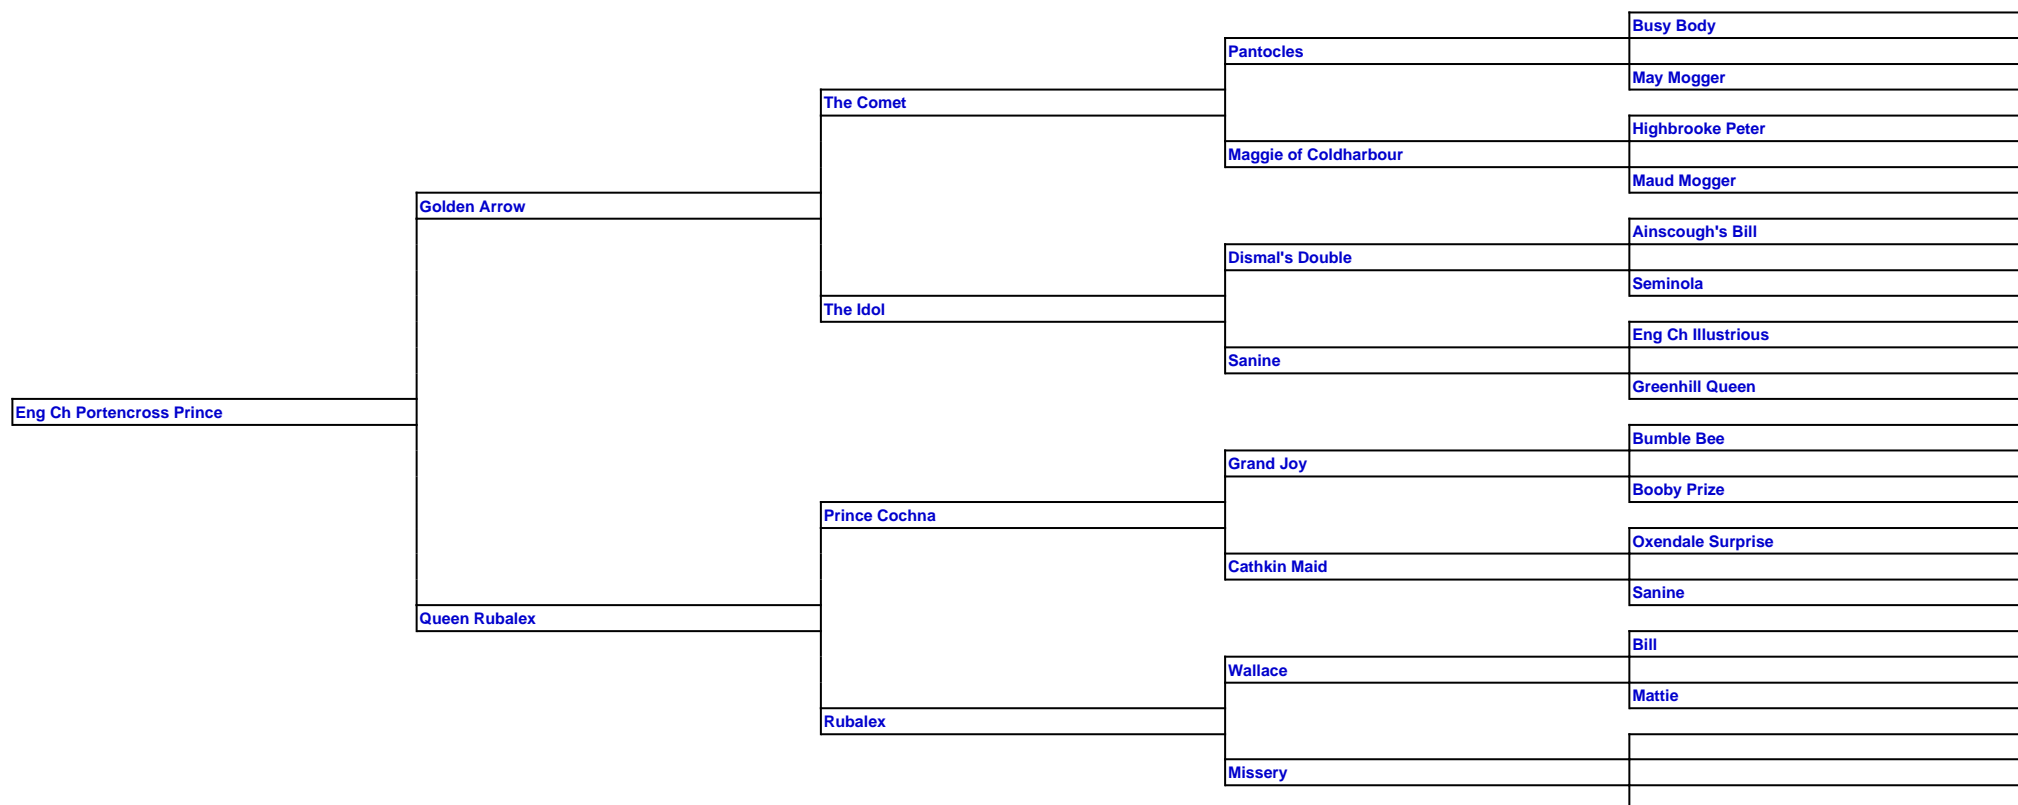 Busy Body
Pantocles
May Mogger
The Comet
Highbrooke Peter
Maggie of Coldharbour
Maud Mogger
Golden Arrow
Ainscough's Bill
Dismal's Double
Seminola
The Idol
Eng Ch Illustrious
Sanine
Greenhill Queen
Eng Ch Portencross Prince
Bumble Bee
Grand Joy
Booby Prize
Prince Cochna
Oxendale Surprise
Cathkin Maid
Sanine
Queen Rubalex
Bill
Wallace
Mattie
Rubalex
Missery